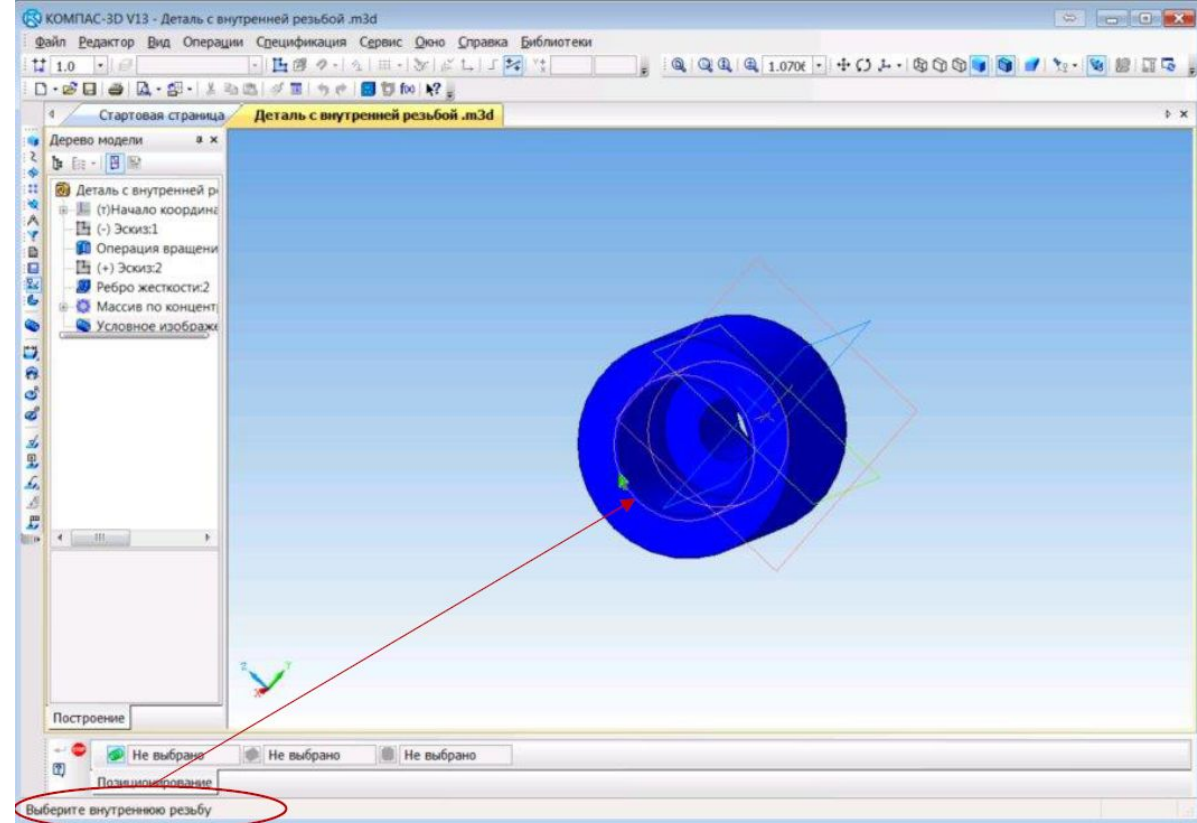 КОМПАС-3D V13 - Деталь с внутренней резьбой .m3d
Файл Редактор Вид Операции Спецификация Сервис Окно Справка Библиотеки
1.0
1.070
Стартовая страница Деталь с внутренней резьбой .m3d
Дерево модели
Деталь с внутренней р
(т)Начало координа
(-) Эскиз:1
Операция вращени
(+) Эскиз:2
Ребро жесткости:2
Массив по концент
Условное изображе
Z Y
X
Построение
Не выбрано Не выбрано Не выбрано
Позиционирование
Выберите внутреннюю резьбу